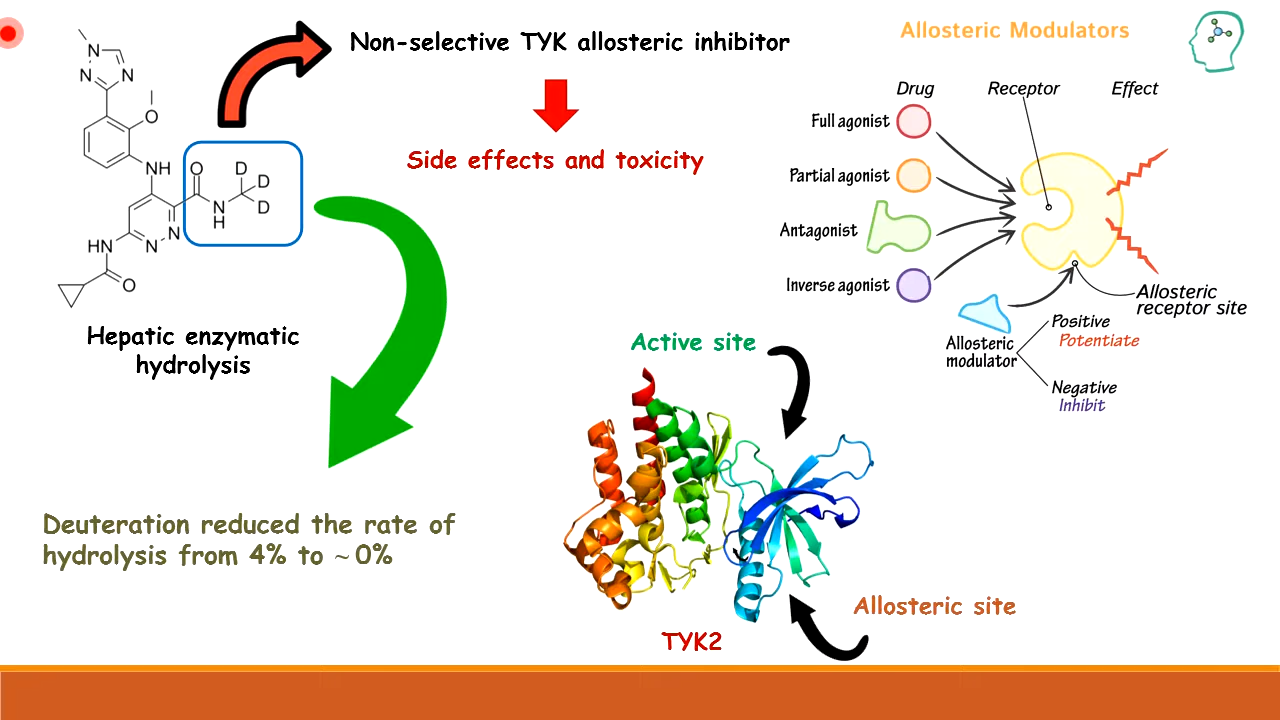 Non-selective TYK allosteric inhibitor
Side effects and toxicity
N
N
N
O
NH
O
D
D
D
N
H
N
N
HN
O
Hepatic enzymatic
hydrolysis
Deuteration reduced the rate of
hydrolysis from 4% to ~0%
Allosteric Modulators
Drug
Receptor
Effect
Full agonist
Partial agonist
Antagonist
Inverse agonist
Allosteric
receptor site
Allosteric
modulator
Positive
Potentiate
Negative
Inhibit
Active site
Allosteric site
TYK2